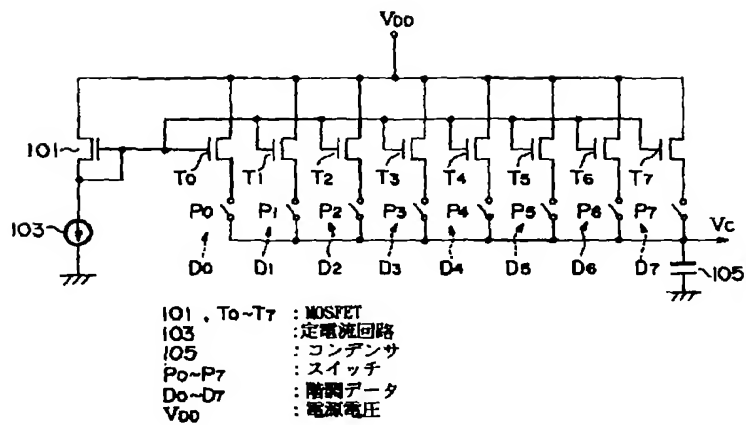 VDD
101
T0 T1 T2 T3 T4 T5 T6 T7
P0 P1 P2 P3 P4 P5 P6 P7
103
Vc
D0 D1 D2 D3 D4 D5 D6 D7
105
101 , T0~T7 : MOSFET
103 : 定電流回路
105 : コンデンサ
P0~P7 : スイッチ
D0~D7 : 階調データ
VDD : 電源電圧